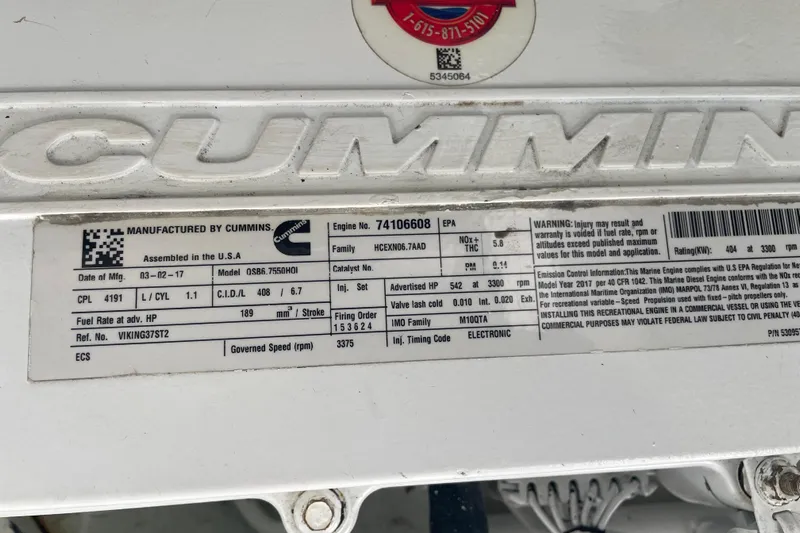 1-615-871-5101
5345084
CUMMIN
MANUFACTURED BY CUMMINS.
Cummins
Assembled in the U.S.A
Date of Mfg. 03-02-17 Model QSB6.7550HOI
CPL 4191 L / CYL 1.1 C.I.D./L 408 / 6.7
Fuel Rate at adv. HP 189 mm³ / Stroke
Ref. No. VIKING37ST2
ECS Governed Speed (rpm) 3375
Engine No. 74106608 EPA
Family HCEXN06.7AAD NOx+ THC 5.8
Catalyst No. PM 0.14
Inj. Set Advertised HP 542 at 3300 rpm
Valve lash cold 0.010 Int. 0.020 Exh.
Firing Order 153624 IMO Family M10QTA
Inj. Timing Code ELECTRONIC
WARNING: Injury may result and
warranty is voided if fuel rate, rpm or
altitudes exceed published maximum
values for this model and application.
Rating(KW): 404 at 3300 rpm
Emission Control Information:This Marine Engine complies with U.S EPA Regulation for
Model Year 2017 per 40 CFR 1042. This Marine Diesel Engine conforms with the NOx
the International Maritime Organization (IMO) MARPOL 73/78 Annex VI, Regulation 13 as
for recreational variable - Speed Propulsion used with fixed - pitch propellers only.
INSTALLING THIS RECREATIONAL ENGINE IN A COMMERCIAL VESSEL OR USING THE
COMMERCIAL PURPOSES MAY VIOLATE FEDERAL LAW SUBJECT TO CIVIL PENALTY (40
P/N 53095